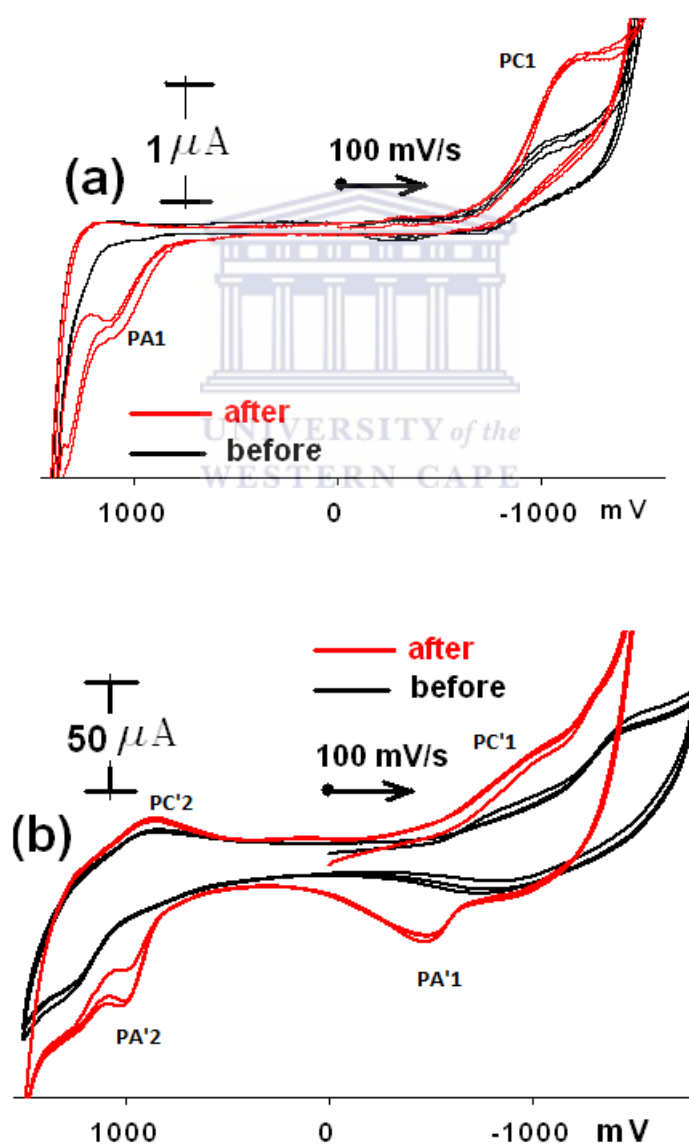 PC1
1 μA
100 mV/s
(a)
PA1
after
before
UNIVERSITY of the
WESTERN CAPE
1000 0 -1000 mV
after
before
50 μA
100 mV/s
PC'1
PC'2
(b)
PA'1
PA'2
1000 0 -1000 mV